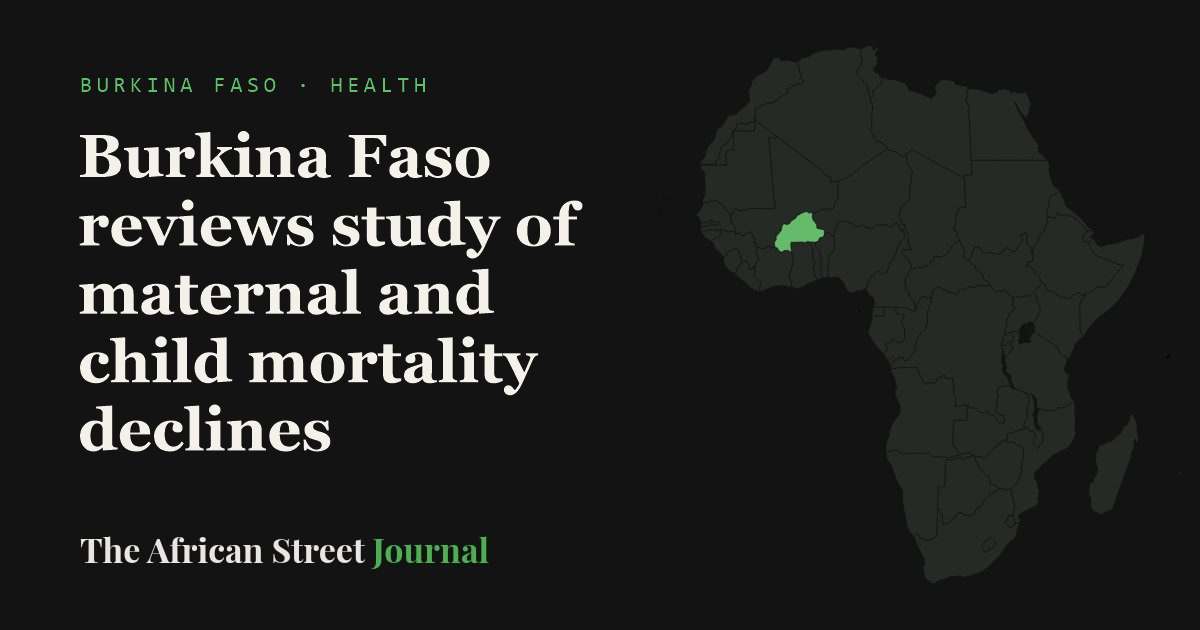 BURKINA FASO · HEALTH
Burkina Faso
reviews study of
maternal and
child mortality
declines
The African Street Journal